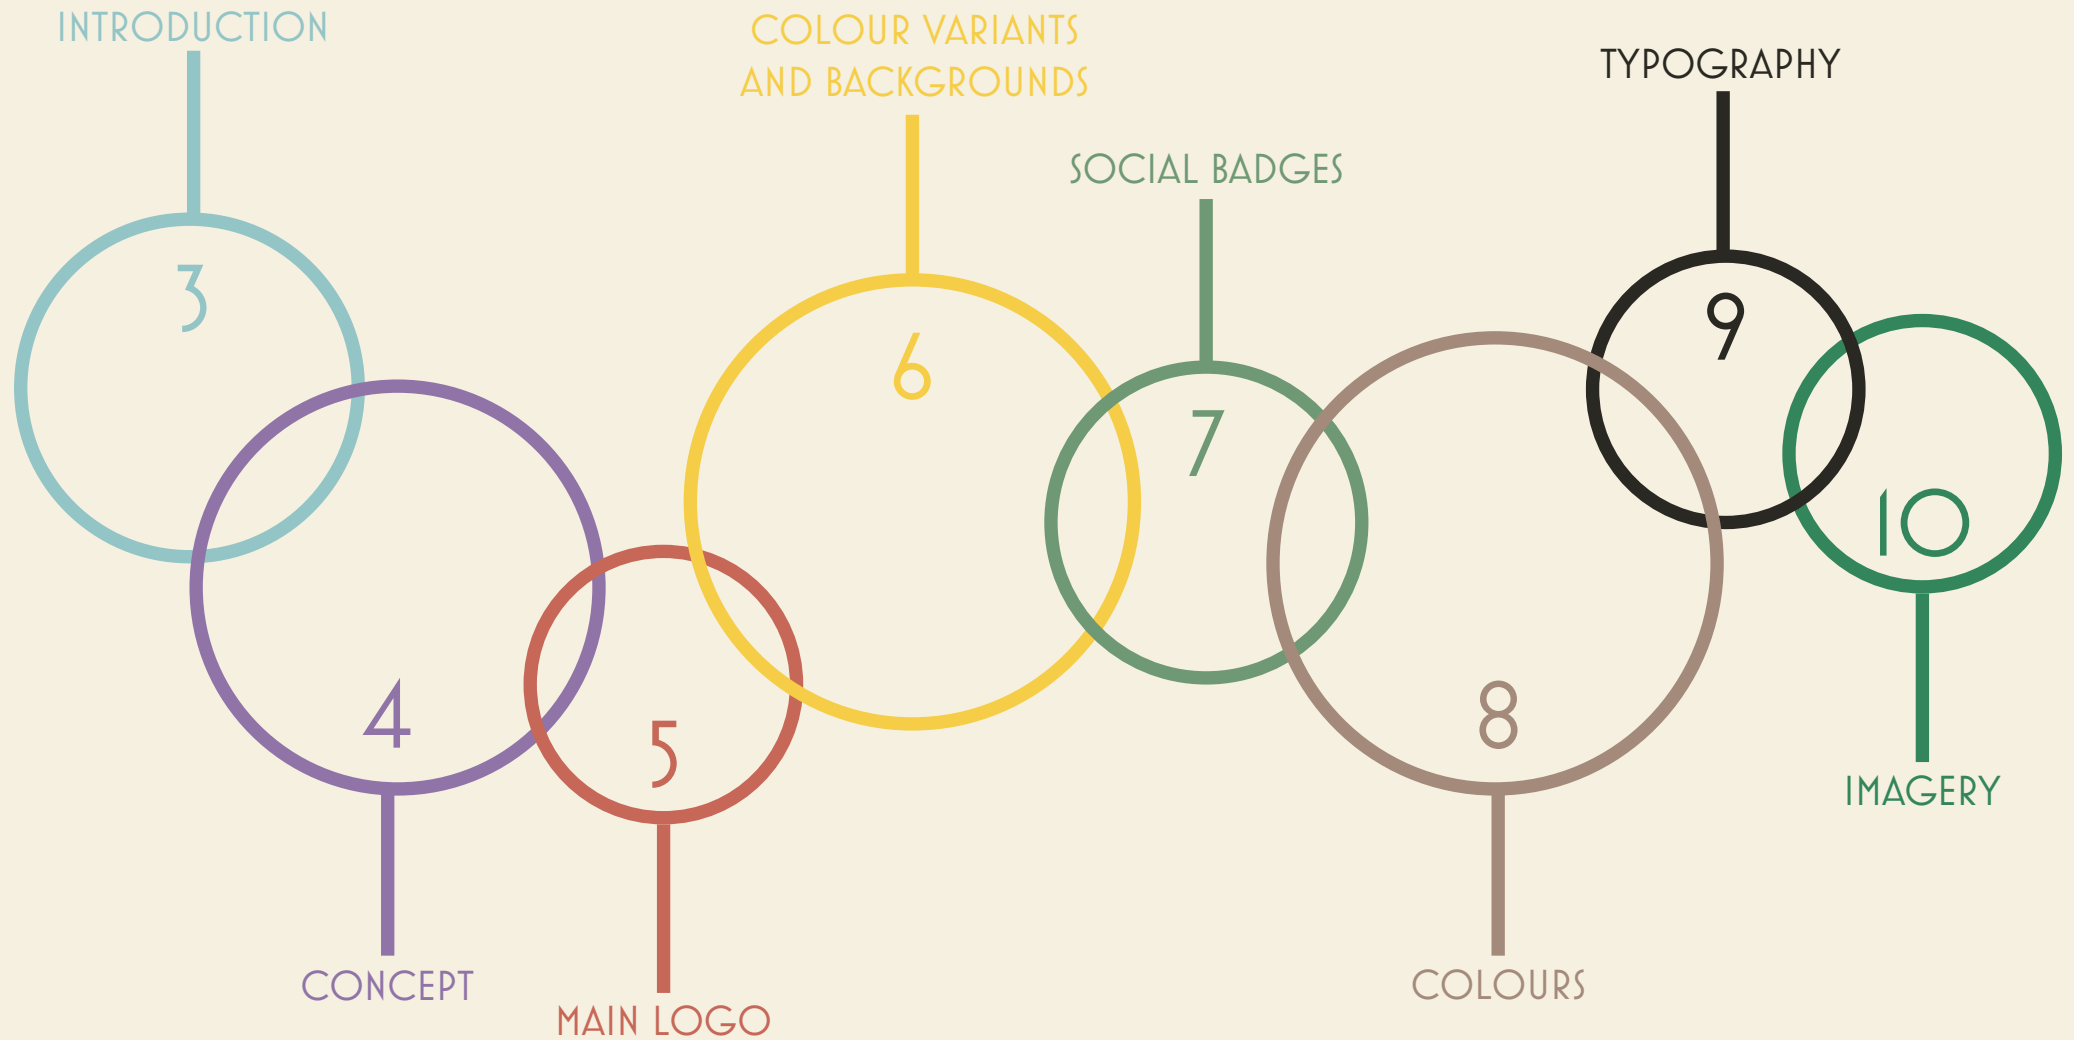 INTRODUCTION
3
4
CONCEPT
5
MAIN LOGO
COLOUR VARIANTS
AND BACKGROUNDS
6
SOCIAL BADGES
7
8
COLOURS
TYPOGRAPHY
9
10
IMAGERY